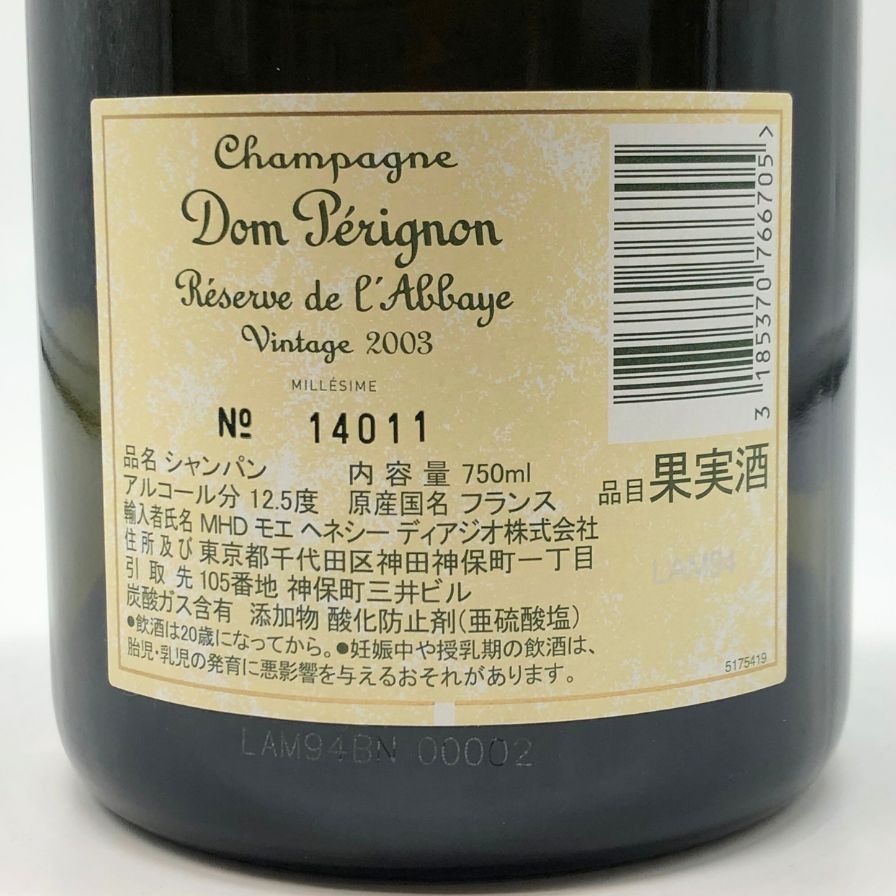 Champagne
Dom Pérignon
Réserve de l'Abbaye
Vintage 2003
MILLÉSIME
Nº 14011
3 185370 766705 >
品名 シャンパン 内容量 750ml
アルコール分 12.5度 原産国名 フランス
品目 果実酒
輸入者氏名 MHD モエ ヘネシー ディアジオ株式会社
住所及び 東京都千代田区神田神保町一丁目
引取先 105番地 神保町三井ビル
炭酸ガス含有 添加物 酸化防止剤(亜硫酸塩)
●飲酒は20歳になってから。●妊娠中や授乳期の飲酒は、
胎児・乳児の発育に悪影響を与えるおそれがあります。
LAM94
5175419
LAM94BN 00002